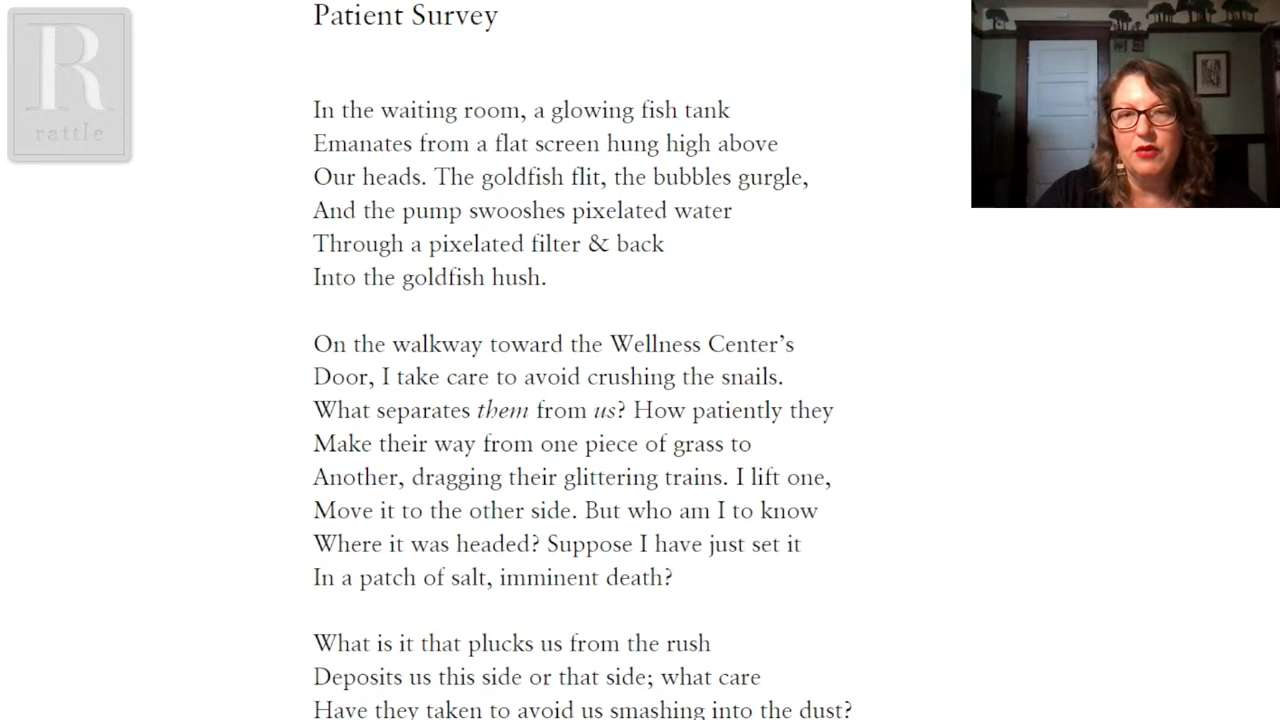 Patient Survey
R
rattle
In the waiting room, a glowing fish tank
Emanates from a flat screen hung high above
Our heads. The goldfish flit, the bubbles gurgle,
And the pump swooshes pixelated water
Through a pixelated filter & back
Into the goldfish hush.
On the walkway toward the Wellness Center's
Door, I take care to avoid crushing the snails.
What separates them from us? How patiently they
Make their way from one piece of grass to
Another, dragging their glittering trains. I lift one,
Move it to the other side. But who am I to know
Where it was headed? Suppose I have just set it
In a patch of salt, imminent death?
What is it that plucks us from the rush
Deposits us this side or that side; what care
Have they taken to avoid us smashing into the dust?